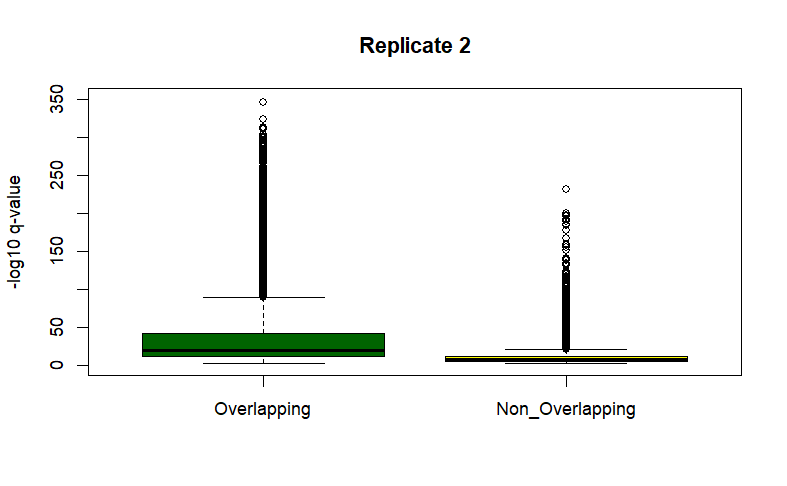 Replicate 2
-log10 q-value
350
250
150
50
0
Overlapping
Non_Overlapping